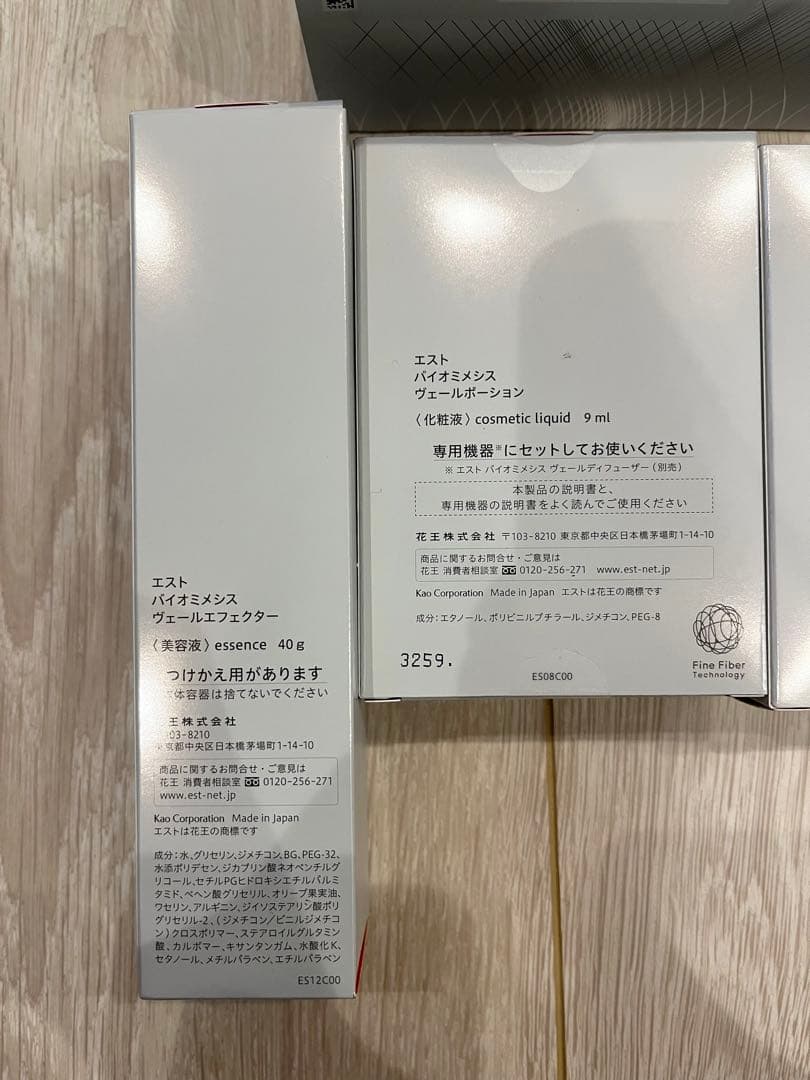 エスト
バイオミメシス
ヴェールエフェクター
〈美容液〉essence 40g
つけかえ用があります
体容器は捨てないでください
王株式会社
03-8210
東京都中央区日本橋茅場町1-14-10
商品に関するお問合せ・ご意見は
花王 消費者相談室 0120-256-271
www.est-net.jp
Kao Corporation Made in Japan
エストは花王の商標です
成分:水、グリセリン、ジメチコン、BG、PEG-32、
水添ポリデセン、ジカプリン酸ネオペンチルグ
リコール、セチルPGヒドロキシエチルパルミ
タミド、ベヘン酸グリセリル、オリーブ果実油、
ワセリン、アルギニン、ジイソステアリン酸ポリ
グリセリル-2、(ジメチコン/ビニルジメチコ
ン)クロスポリマー、ステアロイルグルタミン
酸、カルボマー、キサンタンガム、水酸化K、
セタノール、メチルパラベン、エチルパラベン
ES12C00
エスト
バイオミメシス
ヴェールポーション
〈化粧液〉cosmetic liquid 9 ml
専用機器※にセットしてお使いください
※ エスト バイオミメシス ヴェールディフューザー(別売)
本製品の説明書と、
専用機器の説明書をよく読んでご使用ください
花王株式会社 〒103-8210 東京都中央区日本橋茅場町1-14-10
商品に関するお問合せ・ご意見は
花王 消費者相談室 0120-256-271 www.est-net.jp
Kao Corporation Made in Japan エストは花王の商標です
成分:エタノール、ポリビニルブチラール、ジメチコン、PEG-8
3259.
ES08C00
Fine Fiber
Technology